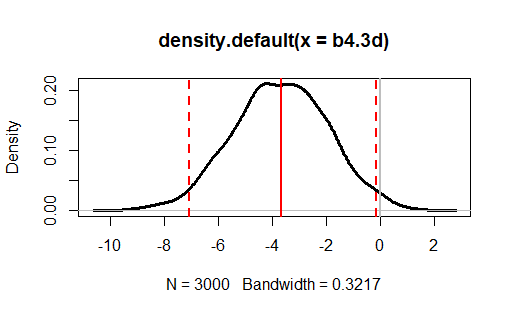 density.default(x = b4.3d)
Density
0.00 0.10 0.20
-10 -8 -6 -4 -2 0 2
N = 3000 Bandwidth = 0.3217